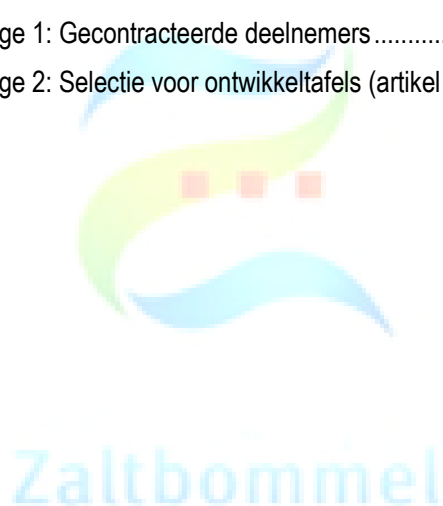 ge 1: Gecontracteerde deelnemers...........
ge 2: Selectie voor ontwikkeltafels (artikel
Zaltbommel